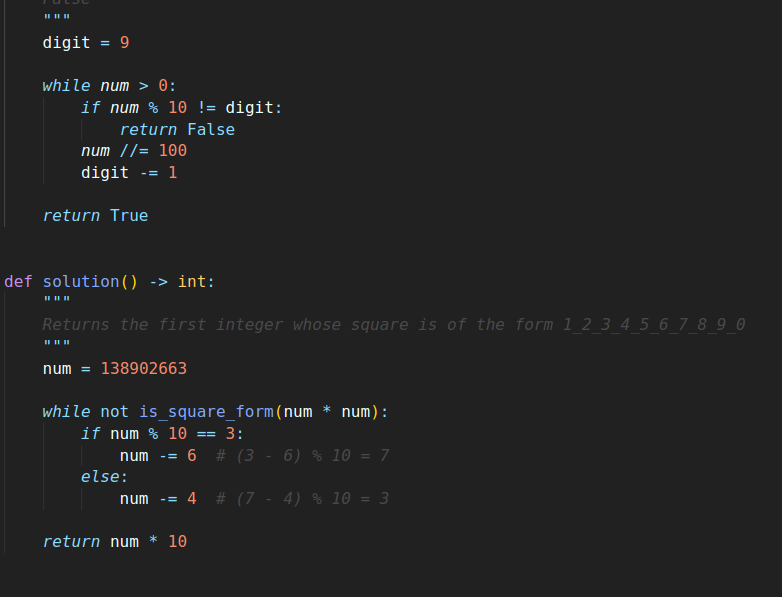 False
"""
digit = 9
while num > 0:
if num % 10 != digit:
return False
num //= 100
digit -= 1
return True
def solution() -> int:
"""
Returns the first integer whose square is of the form 1_2_3_4_5_6_7_8_9_0
"""
num = 138902663
while not is_square_form(num * num):
if num % 10 == 3:
num -= 6  # (3 - 6) % 10 = 7
else:
num -= 4  # (7 - 4) % 10 = 3
return num * 10